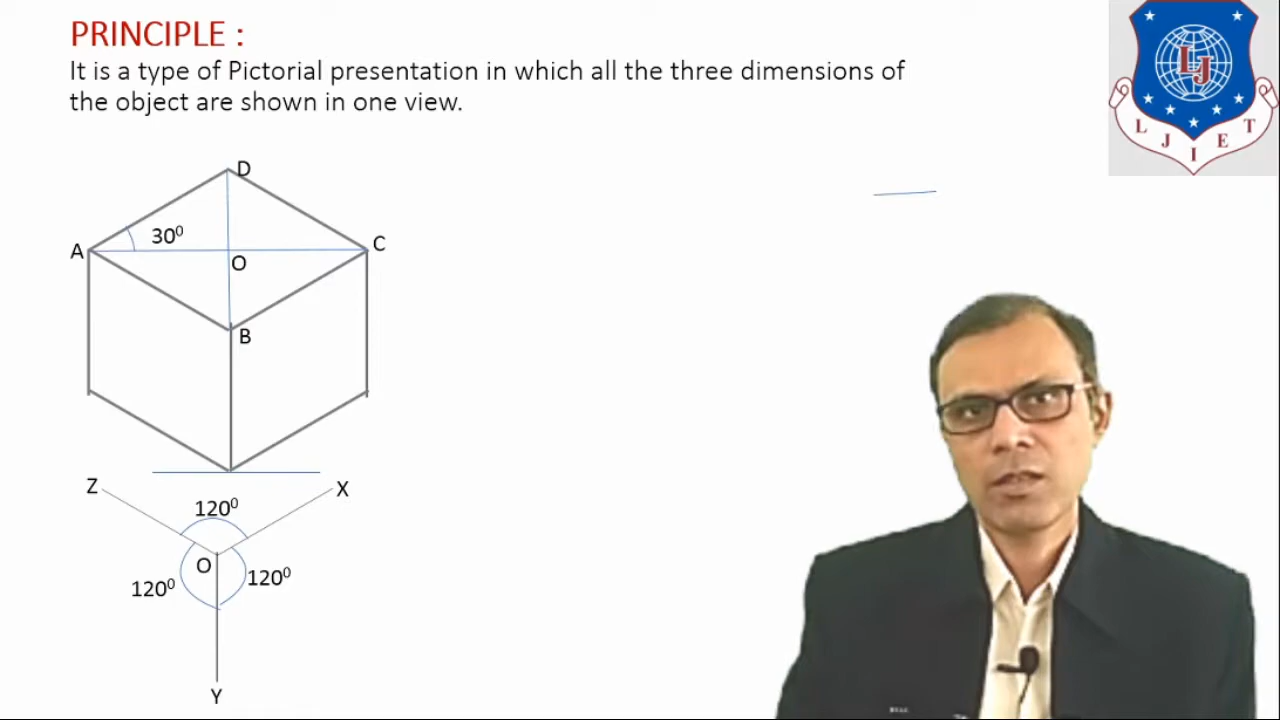 PRINCIPLE :
It is a type of Pictorial presentation in which all the three dimensions of
the object are shown in one view.
L J I E T
LJ
D
A
30⁰
C
O
B
Z
X
120⁰
O
120⁰
120⁰
Y